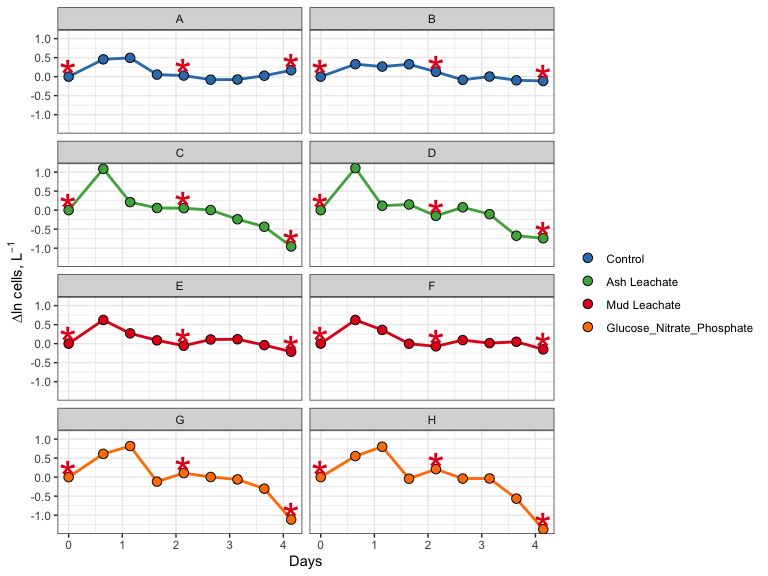 A B
1.0
0.5
0.0
-0.5
-1.0
C D
1.0
0.5
0.0
-0.5
-1.0
E F
1.0
0.5
0.0
-0.5
-1.0
G H
1.0
0.5
0.0
-0.5
-1.0
0 1 2 3 4 0 1 2 3 4
Days
Δln cells, L⁻¹
Control
Ash Leachate
Mud Leachate
Glucose_Nitrate_Phosphate